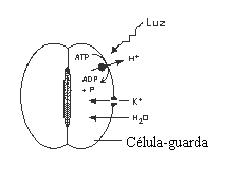 Luz
ATP
H⁺
ADP
+ P
K⁺
H₂O
Célula-guarda